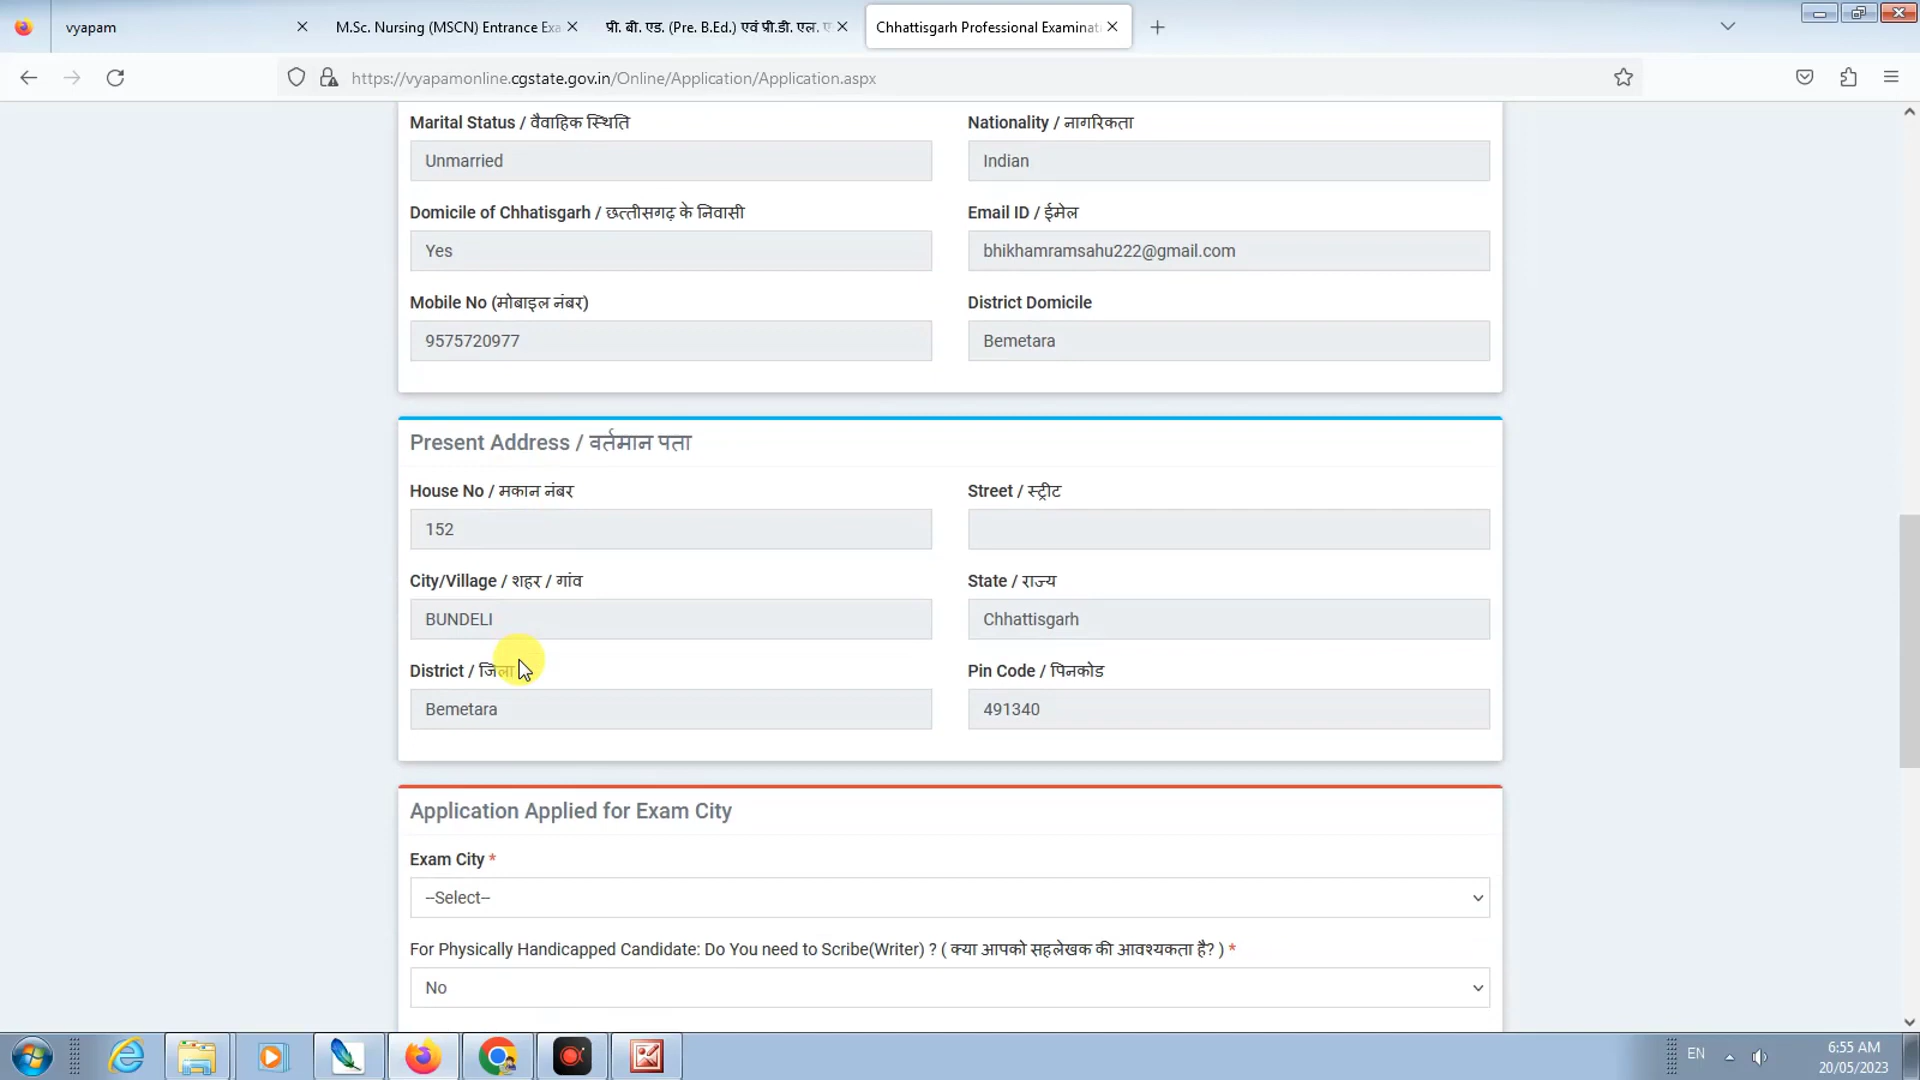 vyapam
M.Sc. Nursing (MSCN) Entrance Exa
प्री. बी. एड. (Pre. B.Ed.) एवं प्री.डी. एल.
Chhattisgarh Professional Examinat
https://vyapamonline.cgstate.gov.in/Online/Application/Application.aspx
Marital Status / वैवाहिक स्थिति
Nationality / नागरिकता
Unmarried
Indian
Domicile of Chhatisgarh / छत्तीसगढ़ के निवासी
Email ID / ईमेल
Yes
bhikhamramsahu222@gmail.com
Mobile No (मोबाइल नंबर)
District Domicile
9575720977
Bemetara
Present Address / वर्तमान पता
House No / मकान नंबर
Street / स्ट्रीट
152
City/Village / शहर / गांव
State / राज्य
BUNDELI
Chhattisgarh
District / जिला
Pin Code / पिनकोड
Bemetara
491340
Application Applied for Exam City
Exam City *
--Select--
For Physically Handicapped Candidate: Do You need to Scribe(Writer) ? ( क्या आपको सहलेखक की आवश्यकता है? ) *
No
EN
6:55 AM
20/05/2023